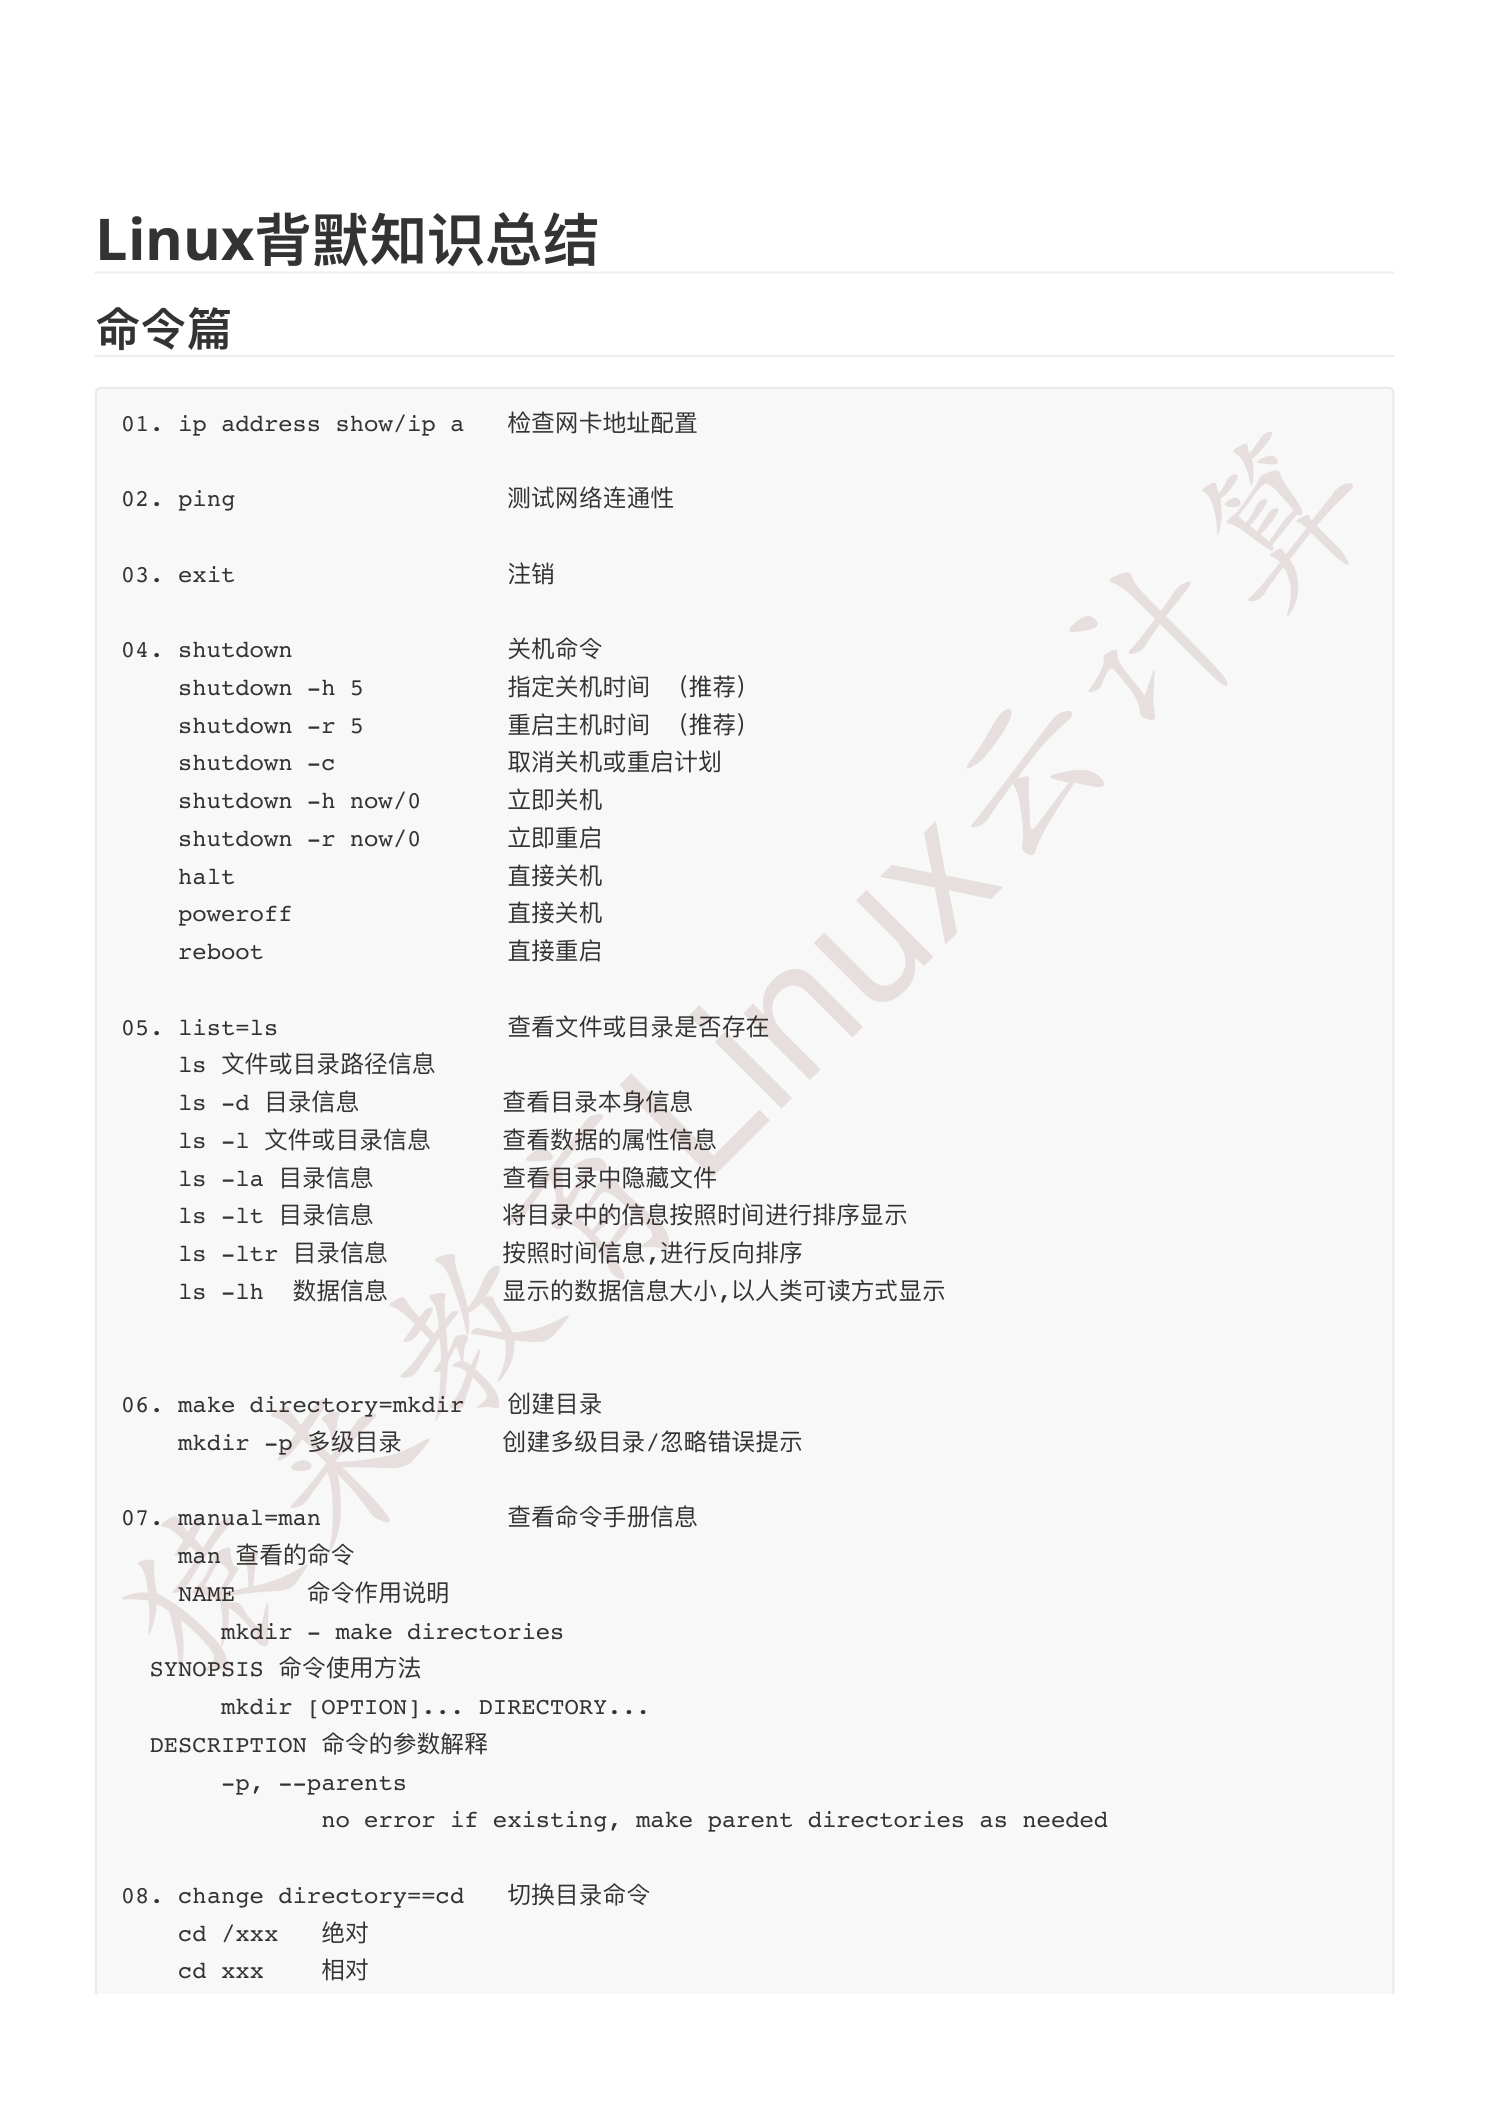 Linux背默知识总结
命令篇
01. ip address show/ip a   检查网卡地址配置
02. ping                   测试网络连通性
03. exit                   注销
04. shutdown               关机命令
    shutdown -h 5          指定关机时间 （推荐）
    shutdown -r 5          重启主机时间 （推荐）
    shutdown -c            取消关机或重启计划
    shutdown -h now/0      立即关机
    shutdown -r now/0      立即重启
    halt                   直接关机
    poweroff               直接关机
    reboot                 直接重启
05. list=ls                查看文件或目录是否存在
    ls 文件或目录路径信息
    ls -d 目录信息          查看目录本身信息
    ls -l 文件或目录信息     查看数据的属性信息
    ls -la 目录信息         查看目录中隐藏文件
    ls -lt 目录信息         将目录中的信息按照时间进行排序显示
    ls -ltr 目录信息        按照时间信息,进行反向排序
    ls -lh  数据信息        显示的数据信息大小,以人类可读方式显示
06. make directory=mkdir   创建目录
    mkdir -p 多级目录       创建多级目录/忽略错误提示
07. manual=man             查看命令手册信息
    man 查看的命令
    NAME     命令作用说明
       mkdir - make directories
  SYNOPSIS 命令使用方法
       mkdir [OPTION]... DIRECTORY...
  DESCRIPTION 命令的参数解释
       -p, --parents
              no error if existing, make parent directories as needed
08. change directory==cd   切换目录命令
    cd /xxx   绝对
    cd xxx    相对
猿来教育Linux云计算